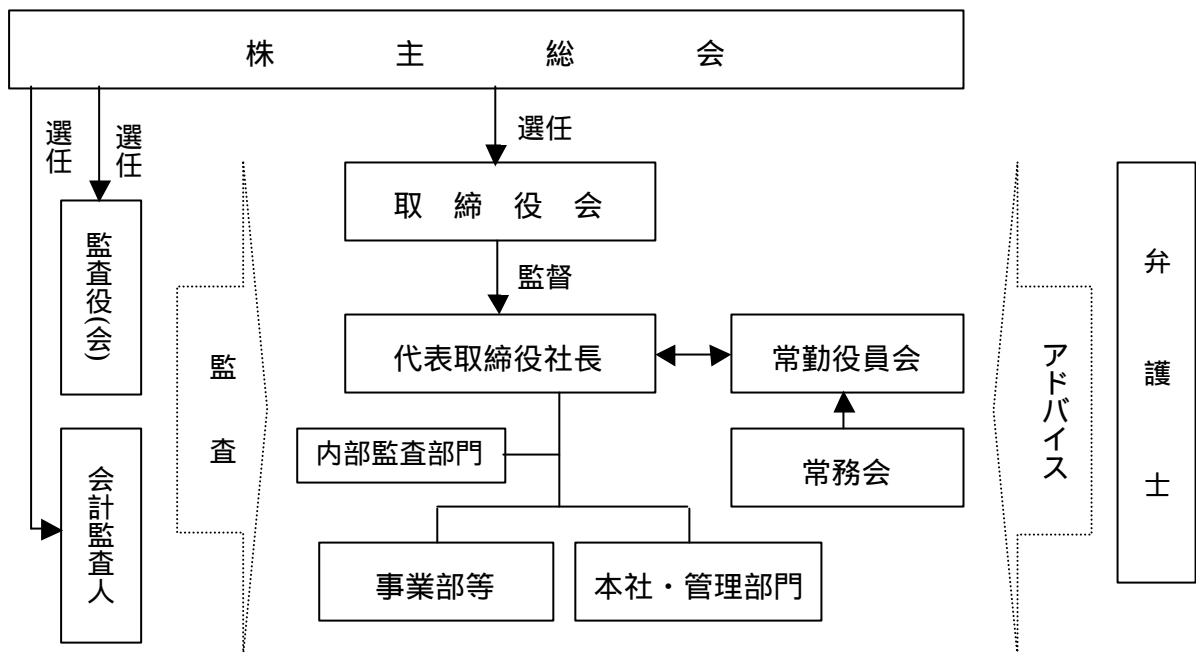 株主総会
選任
選任
選任
取締役会
監査役(会)
監督
代表取締役社長
常勤役員会
監査
内部監査部門
常務会
会計監査人
事業部等
本社・管理部門
アドバイス
弁護士